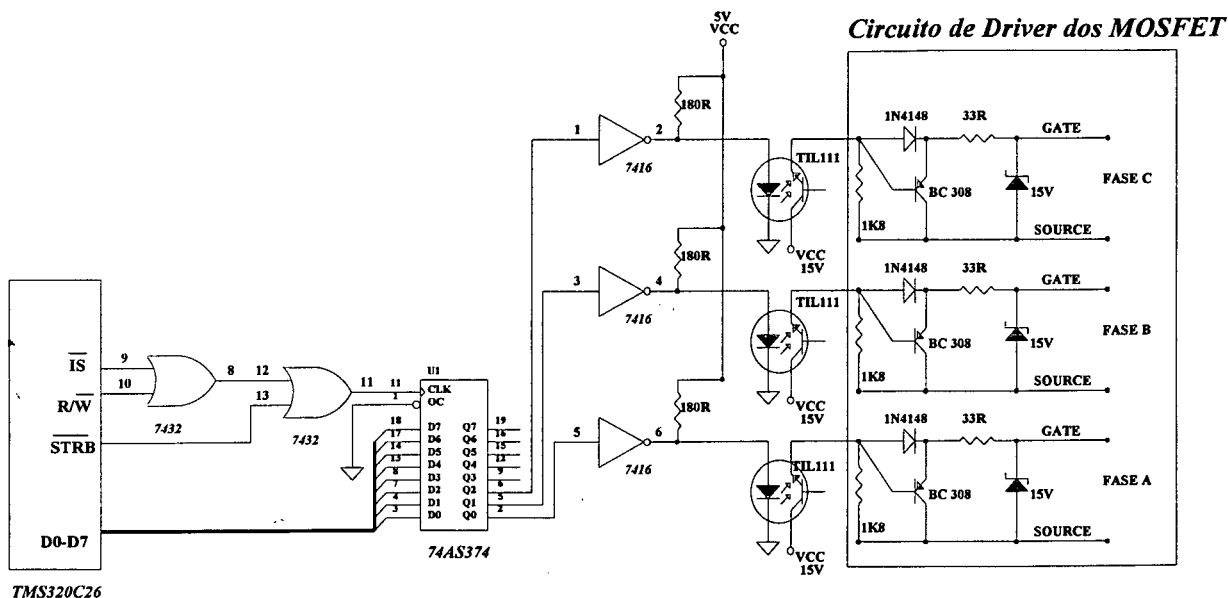 Circuito de Driver dos MOSFET
5V
VCC
180R
1
2
7416
TIL111
VCC
15V
1N4148
33R
GATE
BC 308
15V
FASE C
1K8
SOURCE
180R
3
4
7416
TIL111
VCC
15V
1N4148
33R
GATE
BC 308
15V
FASE B
1K8
SOURCE
180R
5
6
7416
TIL111
VCC
15V
1N4148
33R
GATE
BC 308
15V
FASE A
1K8
SOURCE
IS
R/W
STRB
D0-D7
TMS320C26
9
10
8
7432
12
13
11
7432
U1
11
1
CLK
OC
18 D7 Q7 19
17 D6 Q6 16
14 D5 Q5 15
13 D4 Q4 12
8 D3 Q3 9
7 D2 Q2 6
4 D1 Q1 5
3 D0 Q0 2
74AS374